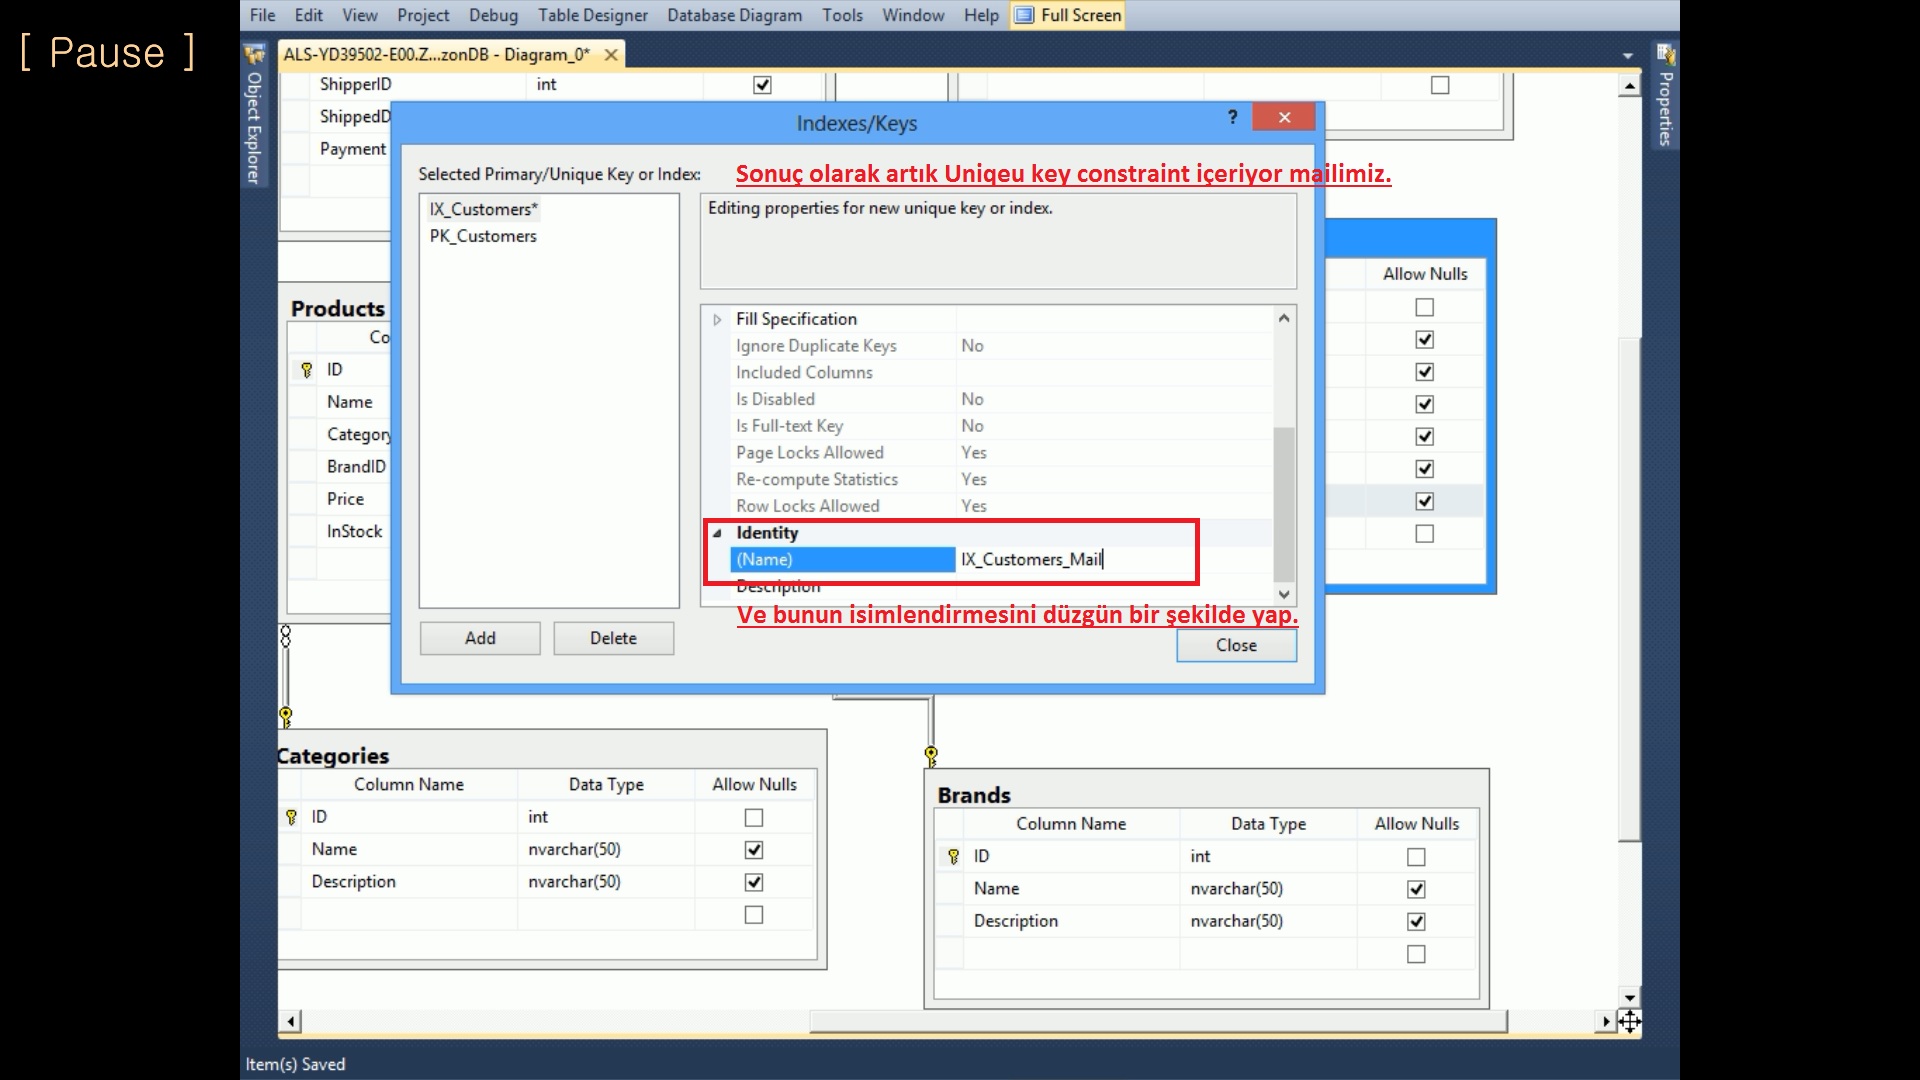 [ Pause ]
File Edit View Project Debug Table Designer Database Diagram Tools Window Help Full Screen
ALS-YD39502-E00.Z...zonDB - Diagram_0*
Object Explorer
Properties
ShipperID int
ShippedD
Payment
Indexes/Keys
?
Selected Primary/Unique Key or Index:
Sonuç olarak artık Uniqeu key constraint içeriyor mailimiz.
IX_Customers*
PK_Customers
Editing properties for new unique key or index.
Fill Specification
Ignore Duplicate Keys No
Included Columns
Is Disabled No
Is Full-text Key No
Page Locks Allowed Yes
Re-compute Statistics Yes
Row Locks Allowed Yes
Identity
(Name) IX_Customers_Mail
Description
Ve bunun isimlendirmesini düzgün bir şekilde yap.
Add Delete
Close
Allow Nulls
Products
Co
ID
Name
Category
BrandID
Price
InStock
Categories
Column Name Data Type Allow Nulls
ID int
Name nvarchar(50)
Description nvarchar(50)
Brands
Column Name Data Type Allow Nulls
ID int
Name nvarchar(50)
Description nvarchar(50)
Item(s) Saved